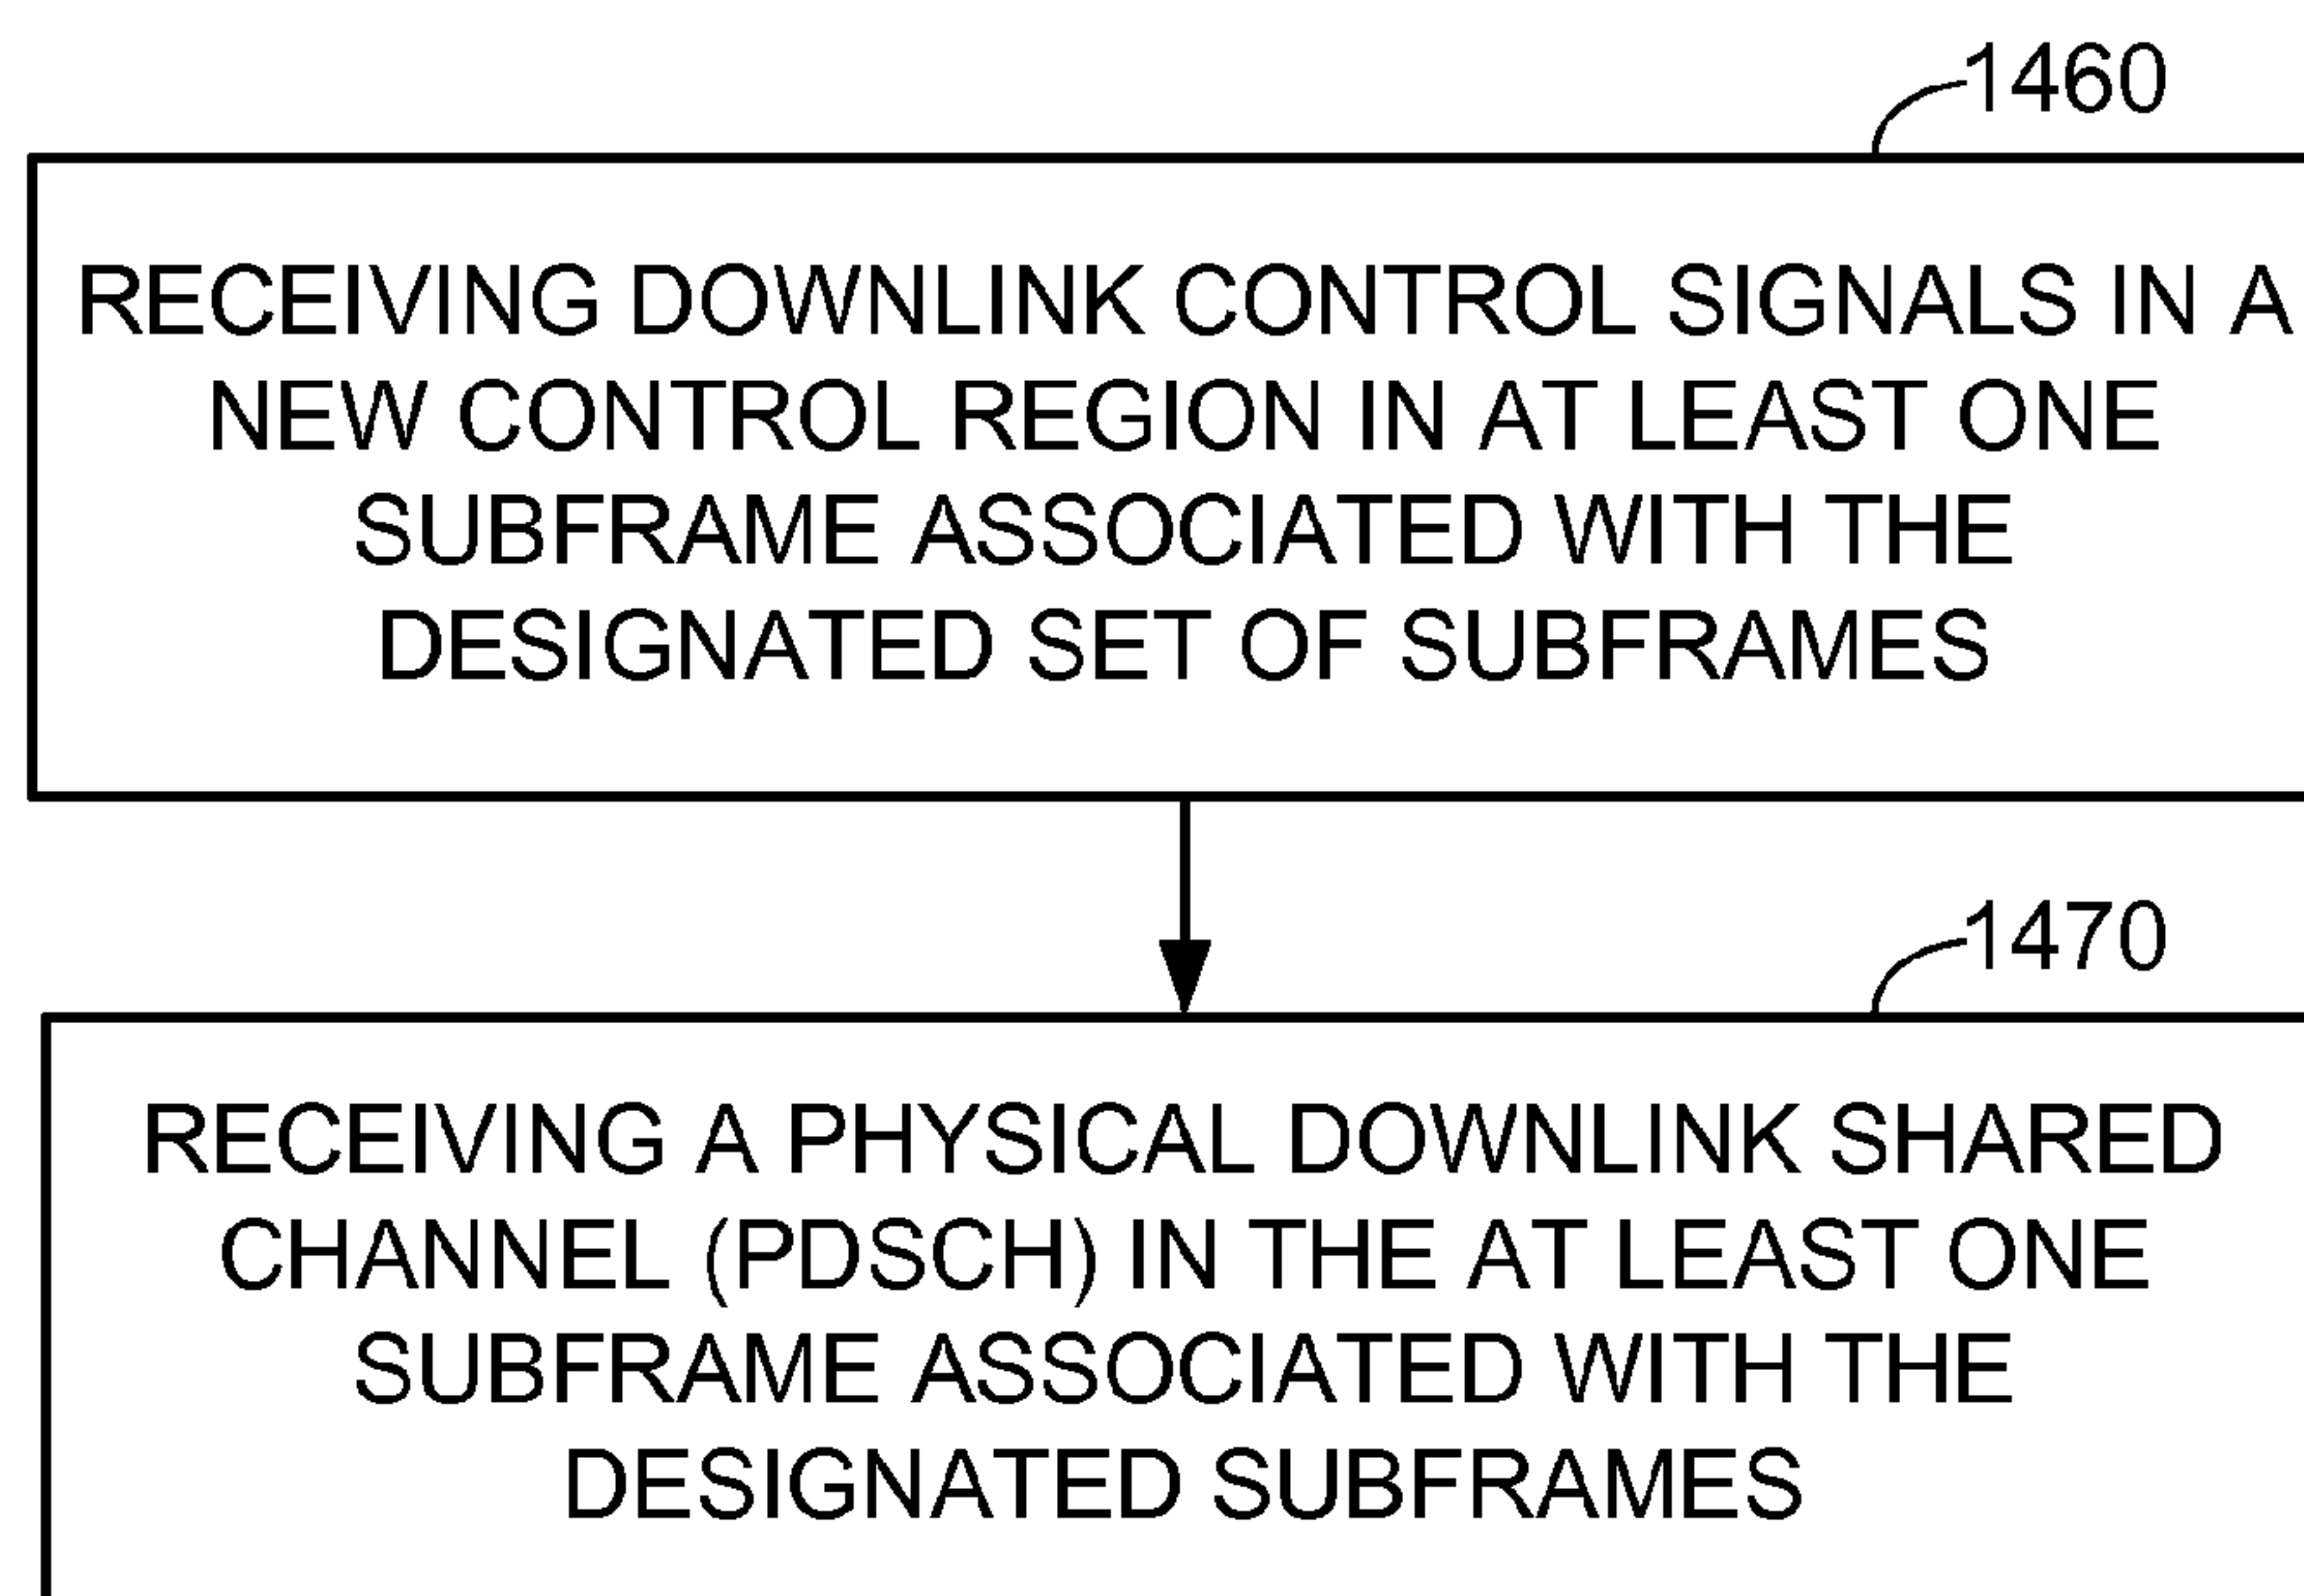 1460
RECEIVING DOWNLINK CONTROL SIGNALS IN A
NEW CONTROL REGION IN AT LEAST ONE
SUBFRAME ASSOCIATED WITH THE
DESIGNATED SET OF SUBFRAMES
1470
RECEIVING A PHYSICAL DOWNLINK SHARED
CHANNEL (PDSCH) IN THE AT LEAST ONE
SUBFRAME ASSOCIATED WITH THE
DESIGNATED SUBFRAMES